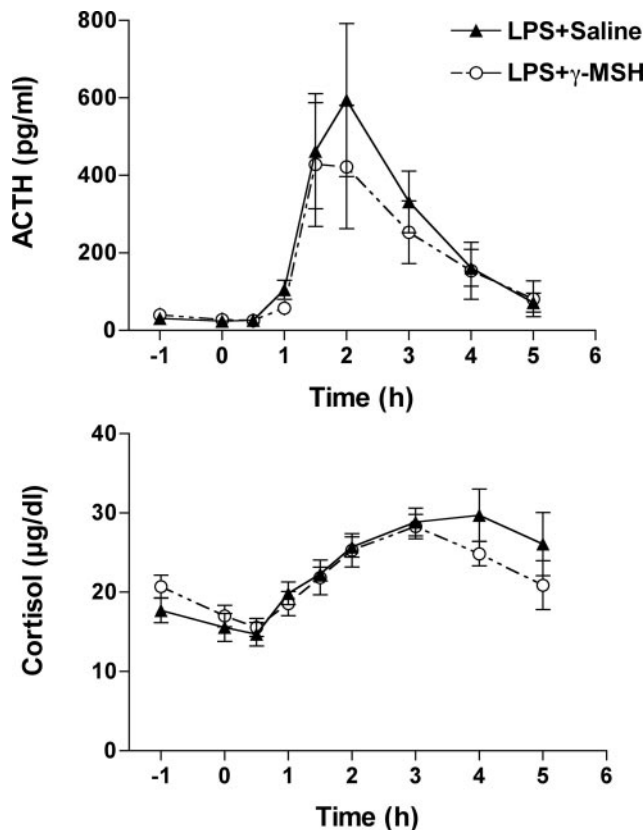 800
LPS+Saline
LPS+γ-MSH
600
400
200
0
ACTH (pg/ml)
-1 0 1 2 3 4 5 6
Time (h)
40
30
20
10
0
Cortisol (µg/dl)
-1 0 1 2 3 4 5 6
Time (h)